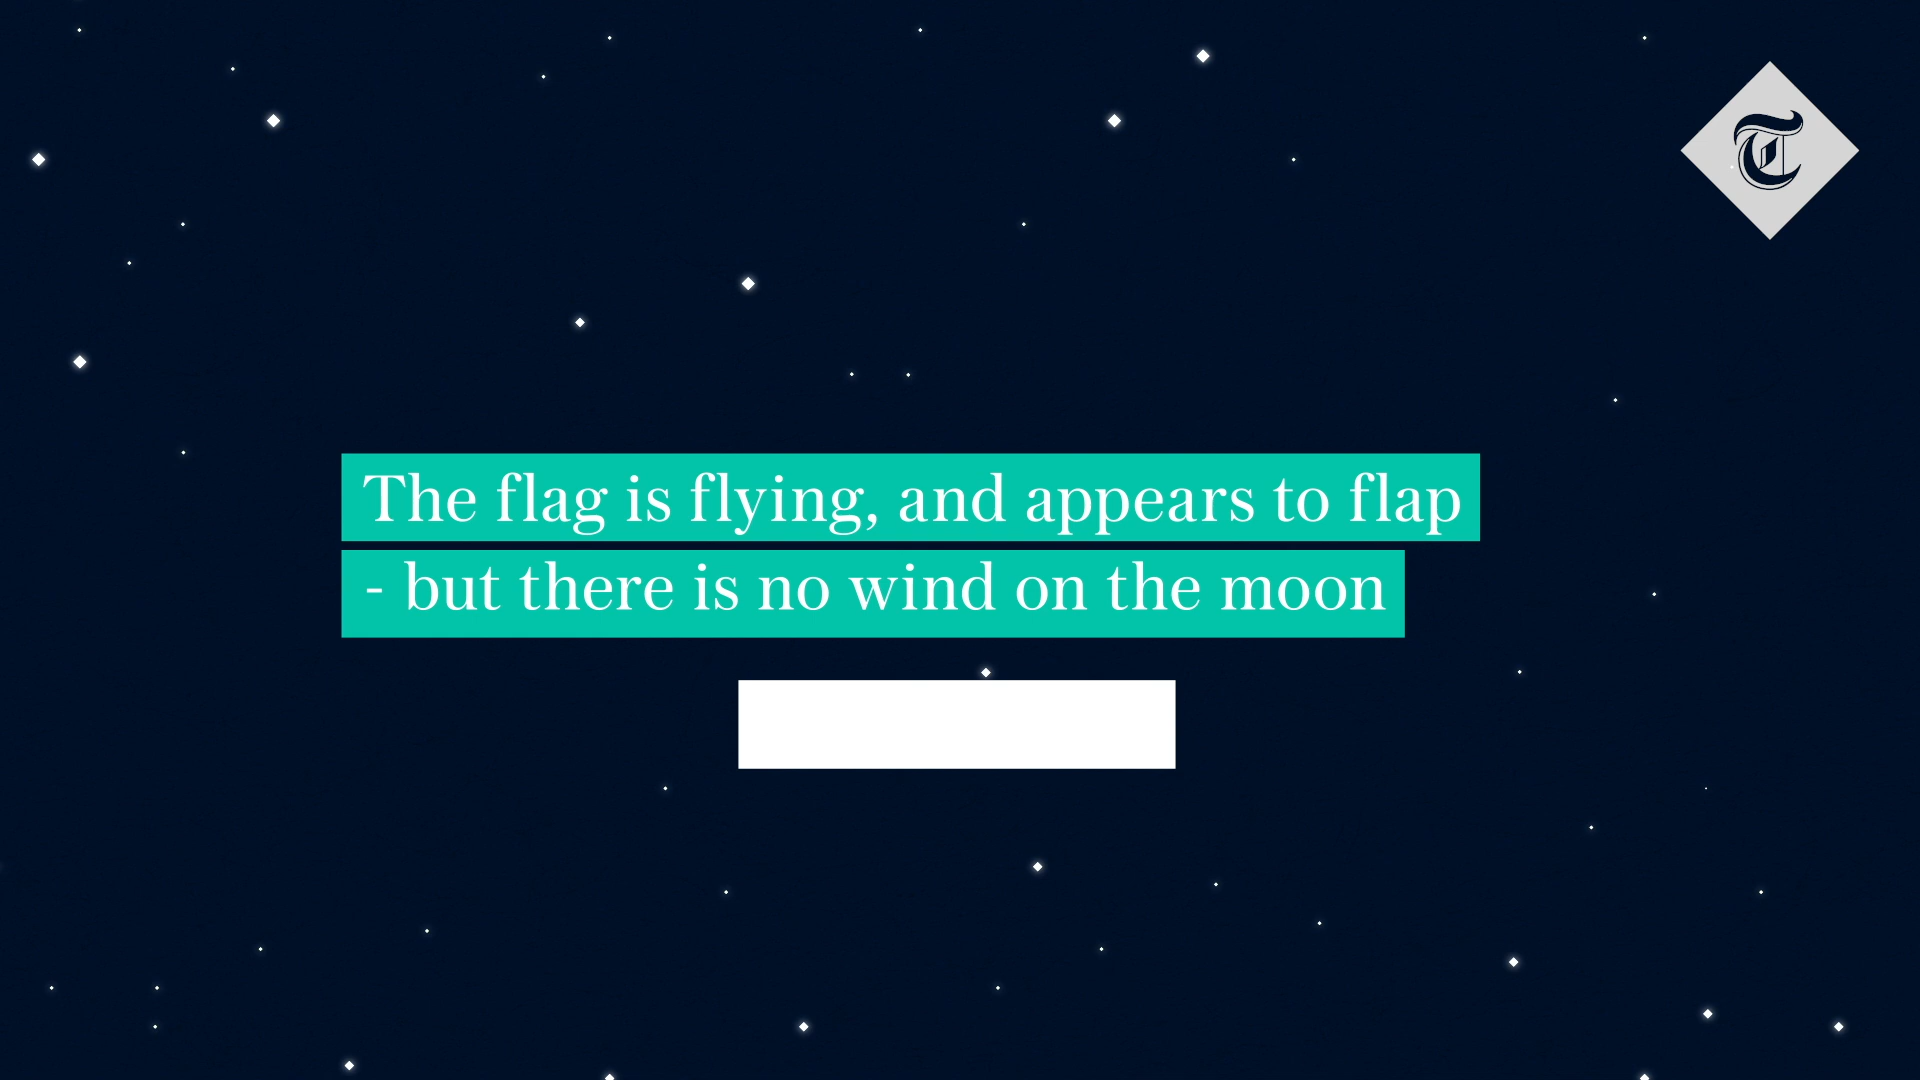 T
The flag is flying, and appears to flap
- but there is no wind on the moon